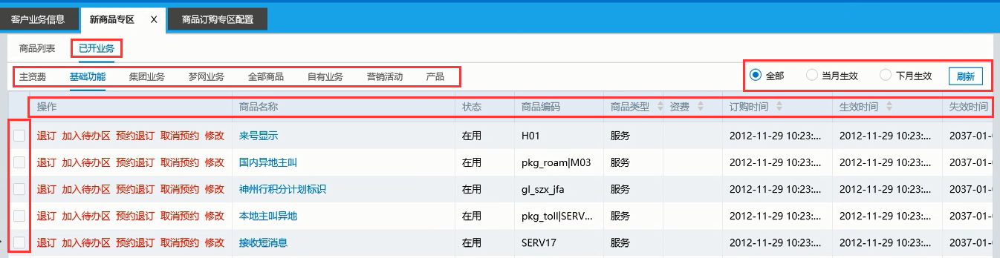 客户业务信息 新商品专区 X 商品订购专区配置
商品列表 已开业务
主资费 基础功能 集团业务 梦网业务 全部商品 自有业务 营销活动 产品 全部 当月生效 下月生效 刷新
操作 商品名称 状态 商品编码 商品类型 资费 订购时间 生效时间 失效时间
退订 加入待办区 预约退订 取消预约 修改 来号显示 在用 H01 服务 2012-11-29 10:23:... 2012-11-29 10:23:... 2037-01-
退订 加入待办区 预约退订 取消预约 修改 国内异地主叫 在用 pkg_roam|M03 服务 2012-11-29 10:23:... 2012-11-29 10:23:... 2037-01-
退订 加入待办区 预约退订 取消预约 修改 神州行积分计划标识 在用 gl_szx_jfa 服务 2012-11-29 10:23:... 2012-11-29 10:23:... 2037-01-
退订 加入待办区 预约退订 取消预约 修改 本地主叫异地 在用 pkg_toll|SERV... 服务 2012-11-29 10:23:... 2012-11-29 10:23:... 2037-01-
退订 加入待办区 预约退订 取消预约 修改 接收短消息 在用 SERV17 服务 2012-11-29 10:23:... 2012-11-29 10:23:... 2037-01-